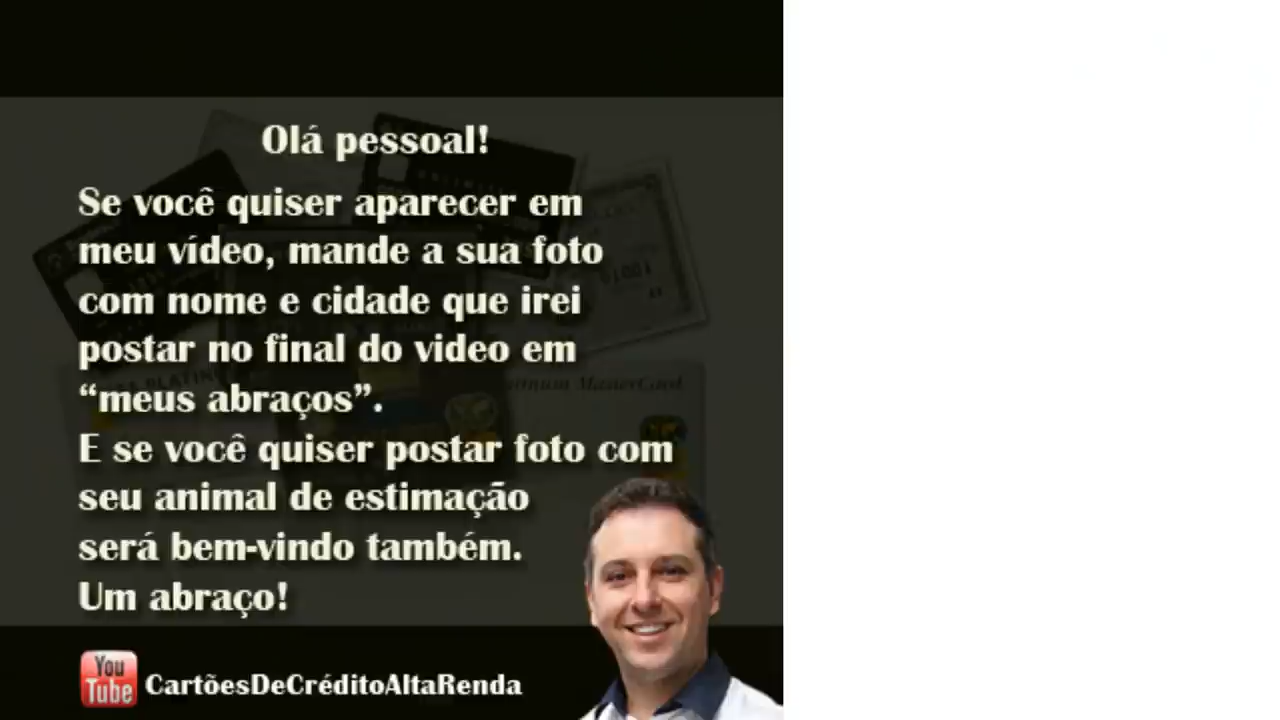 Olá pessoal!
Se você quiser aparecer em
meu vídeo, mande a sua foto
com nome e cidade que irei
postar no final do video em
“meus abraços”.
E se você quiser postar foto com
seu animal de estimação
será bem-vindo também.
Um abraço!
You
Tube
CartõesDeCréditoAltaRenda